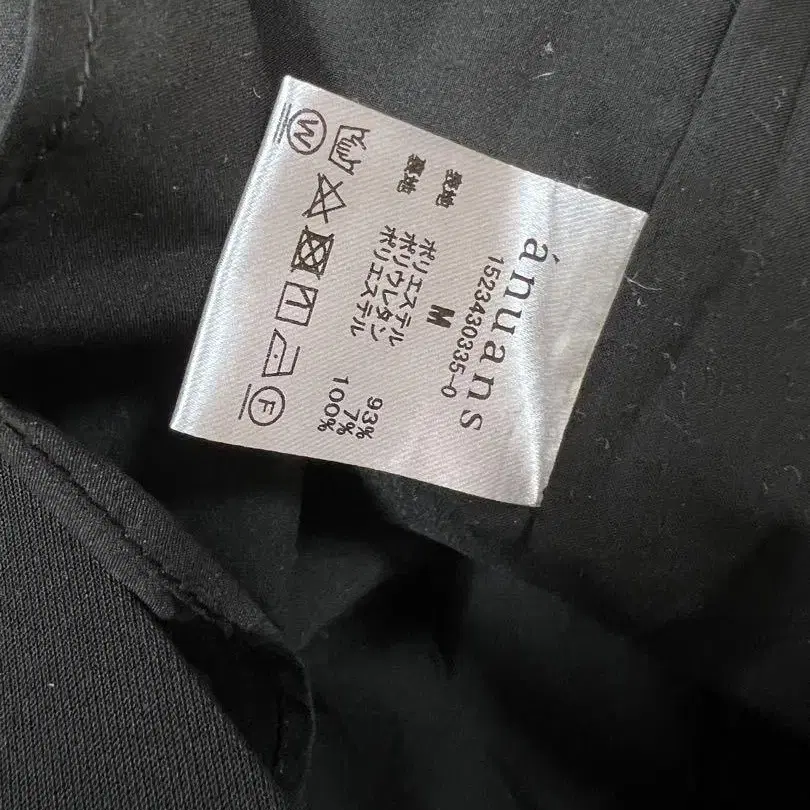 ánuans
1523430335-0
M
表地 ポリエステル 93%
ポリウレタン 7%
裏地 ポリエステル 100%
F
W